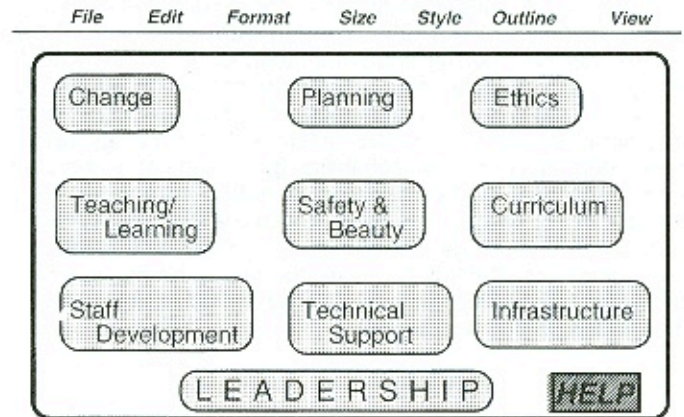 File Edit Format Size Style Outline View
Change Planning Ethics
Teaching/ Safety & Curriculum
Learning Beauty
Staff Technical Infrastructure
Development Support
LEADERSHIP HELP